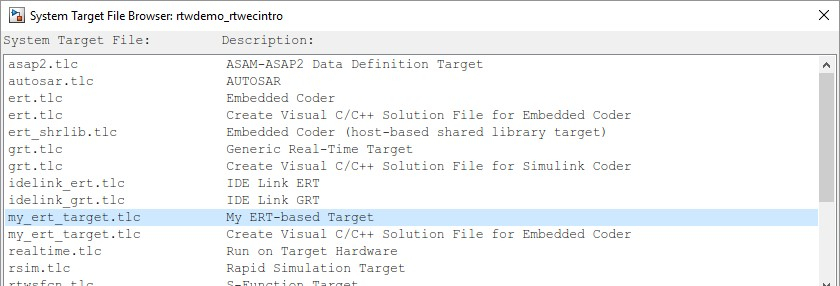 System Target File Browser: rtwdemo_rtwecintro
System Target File: Description:
asap2.tlc ASAM-ASAP2 Data Definition Target
autosar.tlc AUTOSAR
ert.tlc Embedded Coder
ert.tlc Create Visual C/C++ Solution File for Embedded Coder
ert_shrlib.tlc Embedded Coder (host-based shared library target)
grt.tlc Generic Real-Time Target
grt.tlc Create Visual C/C++ Solution File for Simulink Coder
idelink_ert.tlc IDE Link ERT
idelink_grt.tlc IDE Link GRT
my_ert_target.tlc My ERT-based Target
my_ert_target.tlc Create Visual C/C++ Solution File for Embedded Coder
realtime.tlc Run on Target Hardware
rsim.tlc Rapid Simulation Target
rtwsfcn.tlc S-Function Target